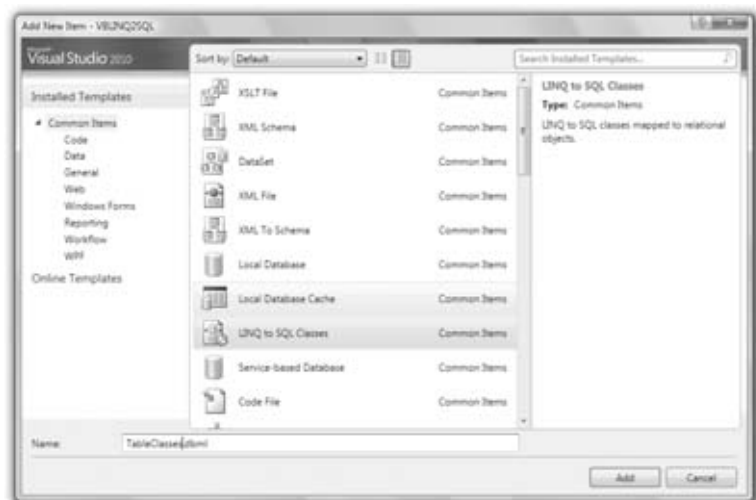 Add New Item - VBLINQ2SQL
Microsoft
Visual Studio 2010
Sort by: Default
Search Installed Templates...
Installed Templates
Common Items
Code
Data
General
Web
Windows Forms
Reporting
Workflow
WPF
Online Templates
XSLT File Common Items
XML Schema Common Items
DataSet Common Items
XML File Common Items
XML To Schema Common Items
Local Database Common Items
Local Database Cache Common Items
LINQ to SQL Classes Common Items
Service-based Database Common Items
Code File Common Items
LINQ to SQL Classes
Type: Common Items
LINQ to SQL classes mapped to relational
objects.
Name: TableClasses.dbml
Add Cancel